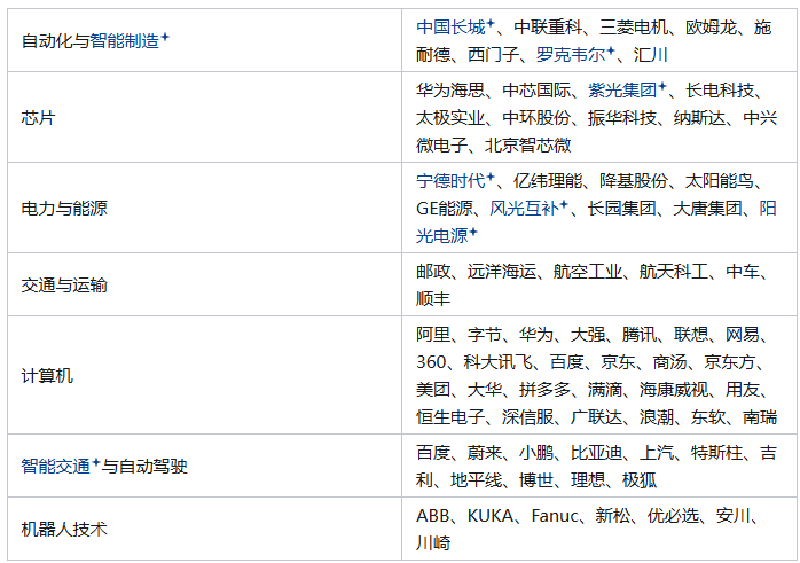 自动化与智能制造
中国长城、中联重科、三菱电机、欧姆龙、施
耐德、西门子、罗克韦尔、汇川
芯片
华为海思、中芯国际、紫光集团、长电科技、
太极实业、中环股份、振华科技、纳斯达、中兴
微电子、北京智芯微
电力与能源
宁德时代、亿纬理能、降基股份、太阳能鸟、
GE能源、风光互补、长园集团、大唐集团、阳
光电源
交通与运输
邮政、远洋海运、航空工业、航天科工、中车、
顺丰
计算机
阿里、字节、华为、大强、腾讯、联想、网易、
360、科大讯飞、百度、京东、商汤、京东方、
美团、大华、拼多多、满滴、海康威视、用友、
恒生电子、深信服、广联达、浪潮、东软、南瑞
智能交通与自动驾驶
百度、蔚来、小鹏、比亚迪、上汽、特斯柱、吉
利、地平线、博世、理想、极狐
机器人技术
ABB、KUKA、Fanuc、新松、优必选、安川、
川崎